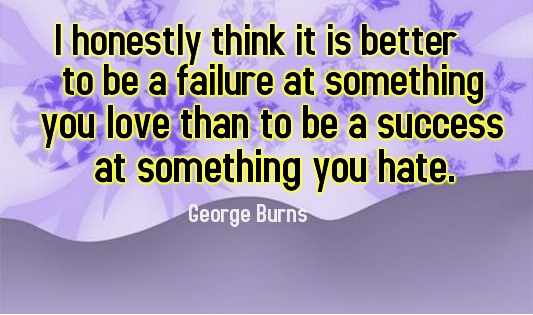 I honestly think it is better
to be a failure at something
you love than to be a success
at something you hate.
George Burns